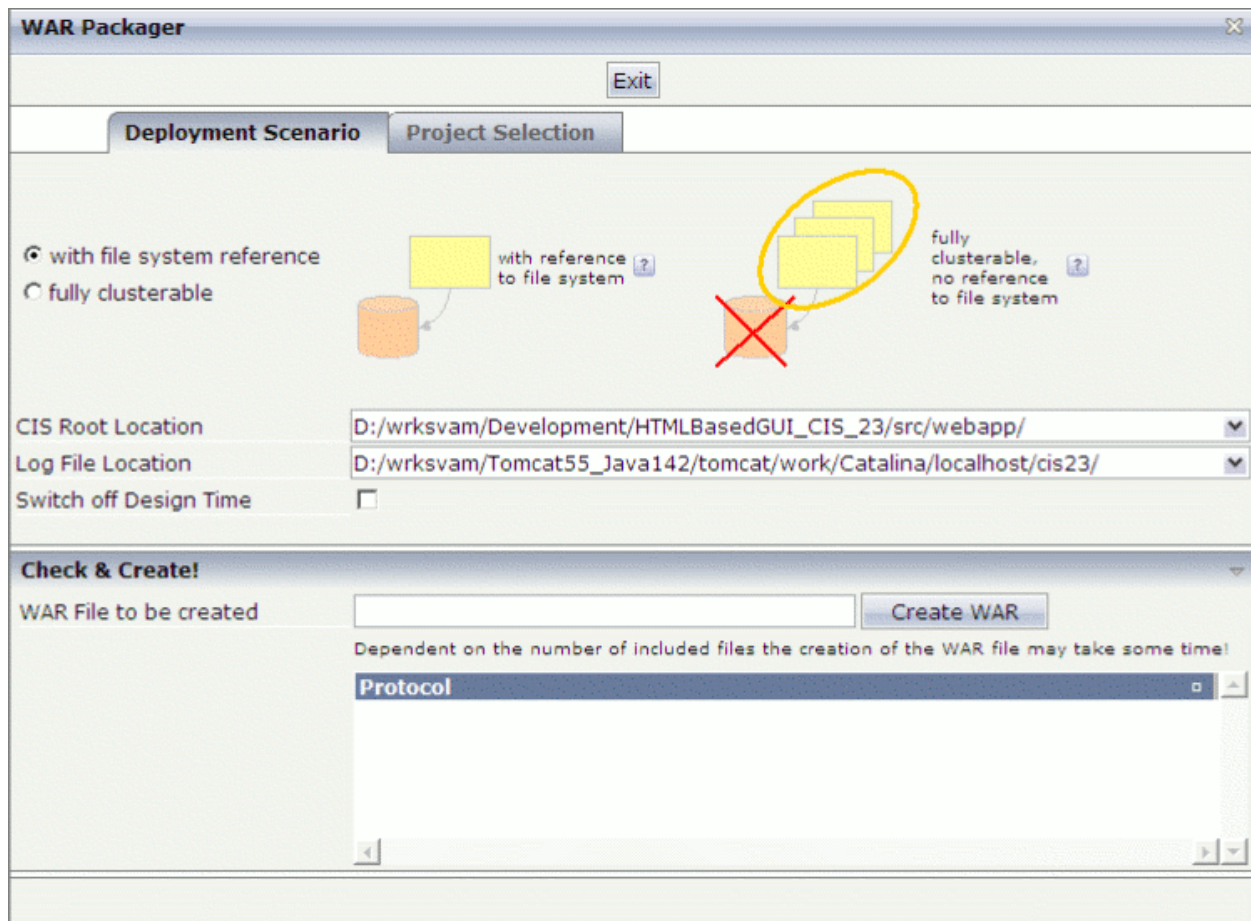 WAR Packager
Exit
Deployment Scenario
Project Selection
with file system reference
fully clusterable
with reference
to file system
?
fully
clusterable,
no reference
to file system
?
CIS Root Location
D:/wrksvam/Development/HTMLBasedGUI_CIS_23/src/webapp/
Log File Location
D:/wrksvam/Tomcat55_Java142/tomcat/work/Catalina/localhost/cis23/
Switch off Design Time
Check & Create!
WAR File to be created
Create WAR
Dependent on the number of included files the creation of the WAR file may take some time!
Protocol